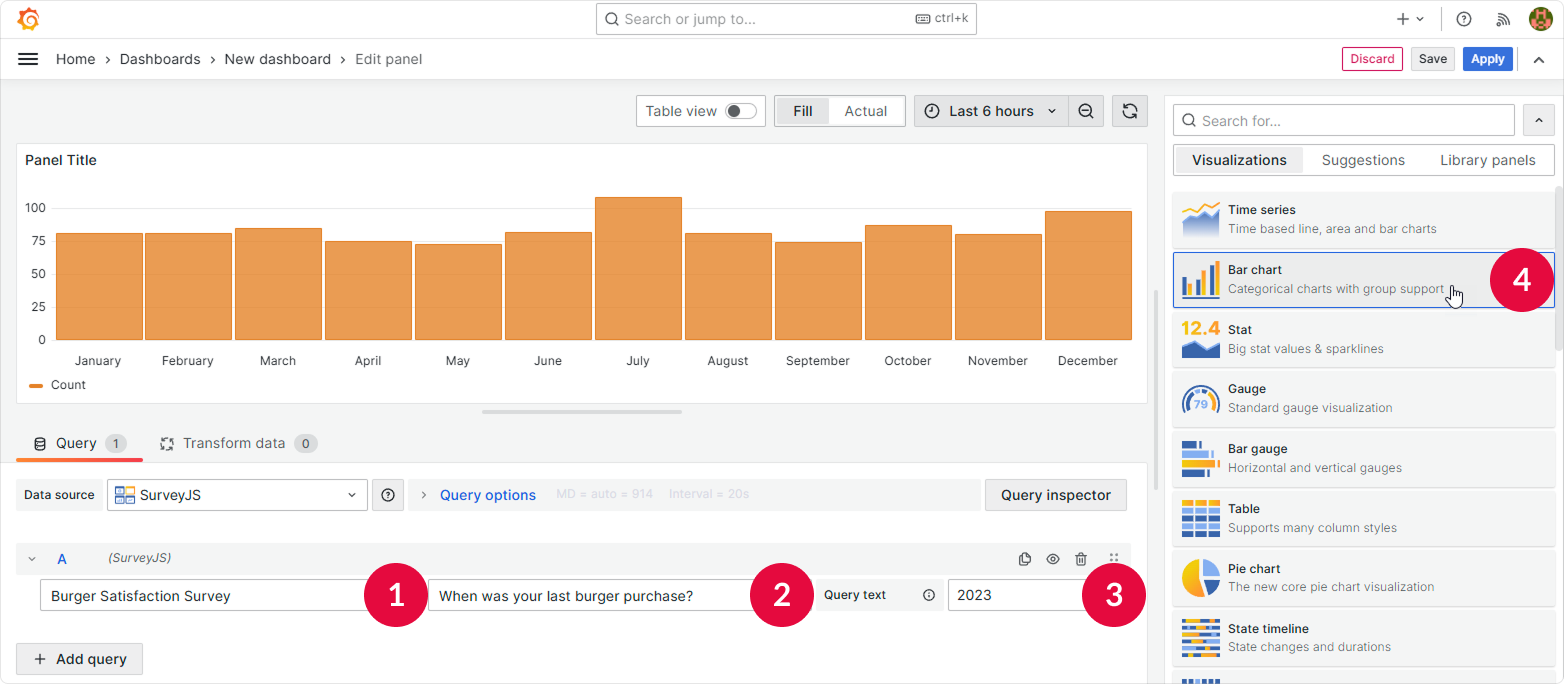 Search or jump to... ctrl+k
Home › Dashboards › New dashboard › Edit panel
Discard Save Apply
Table view Fill Actual Last 6 hours
Panel Title
100
75
50
25
0
January February March April May June July August September October November December
Count
Query 1 Transform data 0
Data source SurveyJS Query options MD = auto = 914 Interval = 20s Query inspector
A (SurveyJS)
Burger Satisfaction Survey 1 When was your last burger purchase? 2 Query text 2023 3
+ Add query
Search for...
Visualizations Suggestions Library panels
Time series
Time based line, area and bar charts
Bar chart
Categorical charts with group support
4
12.4 Stat
Big stat values & sparklines
Gauge
79
Standard gauge visualization
Bar gauge
Horizontal and vertical gauges
Table
Supports many column styles
Pie chart
The new core pie chart visualization
State timeline
State changes and durations